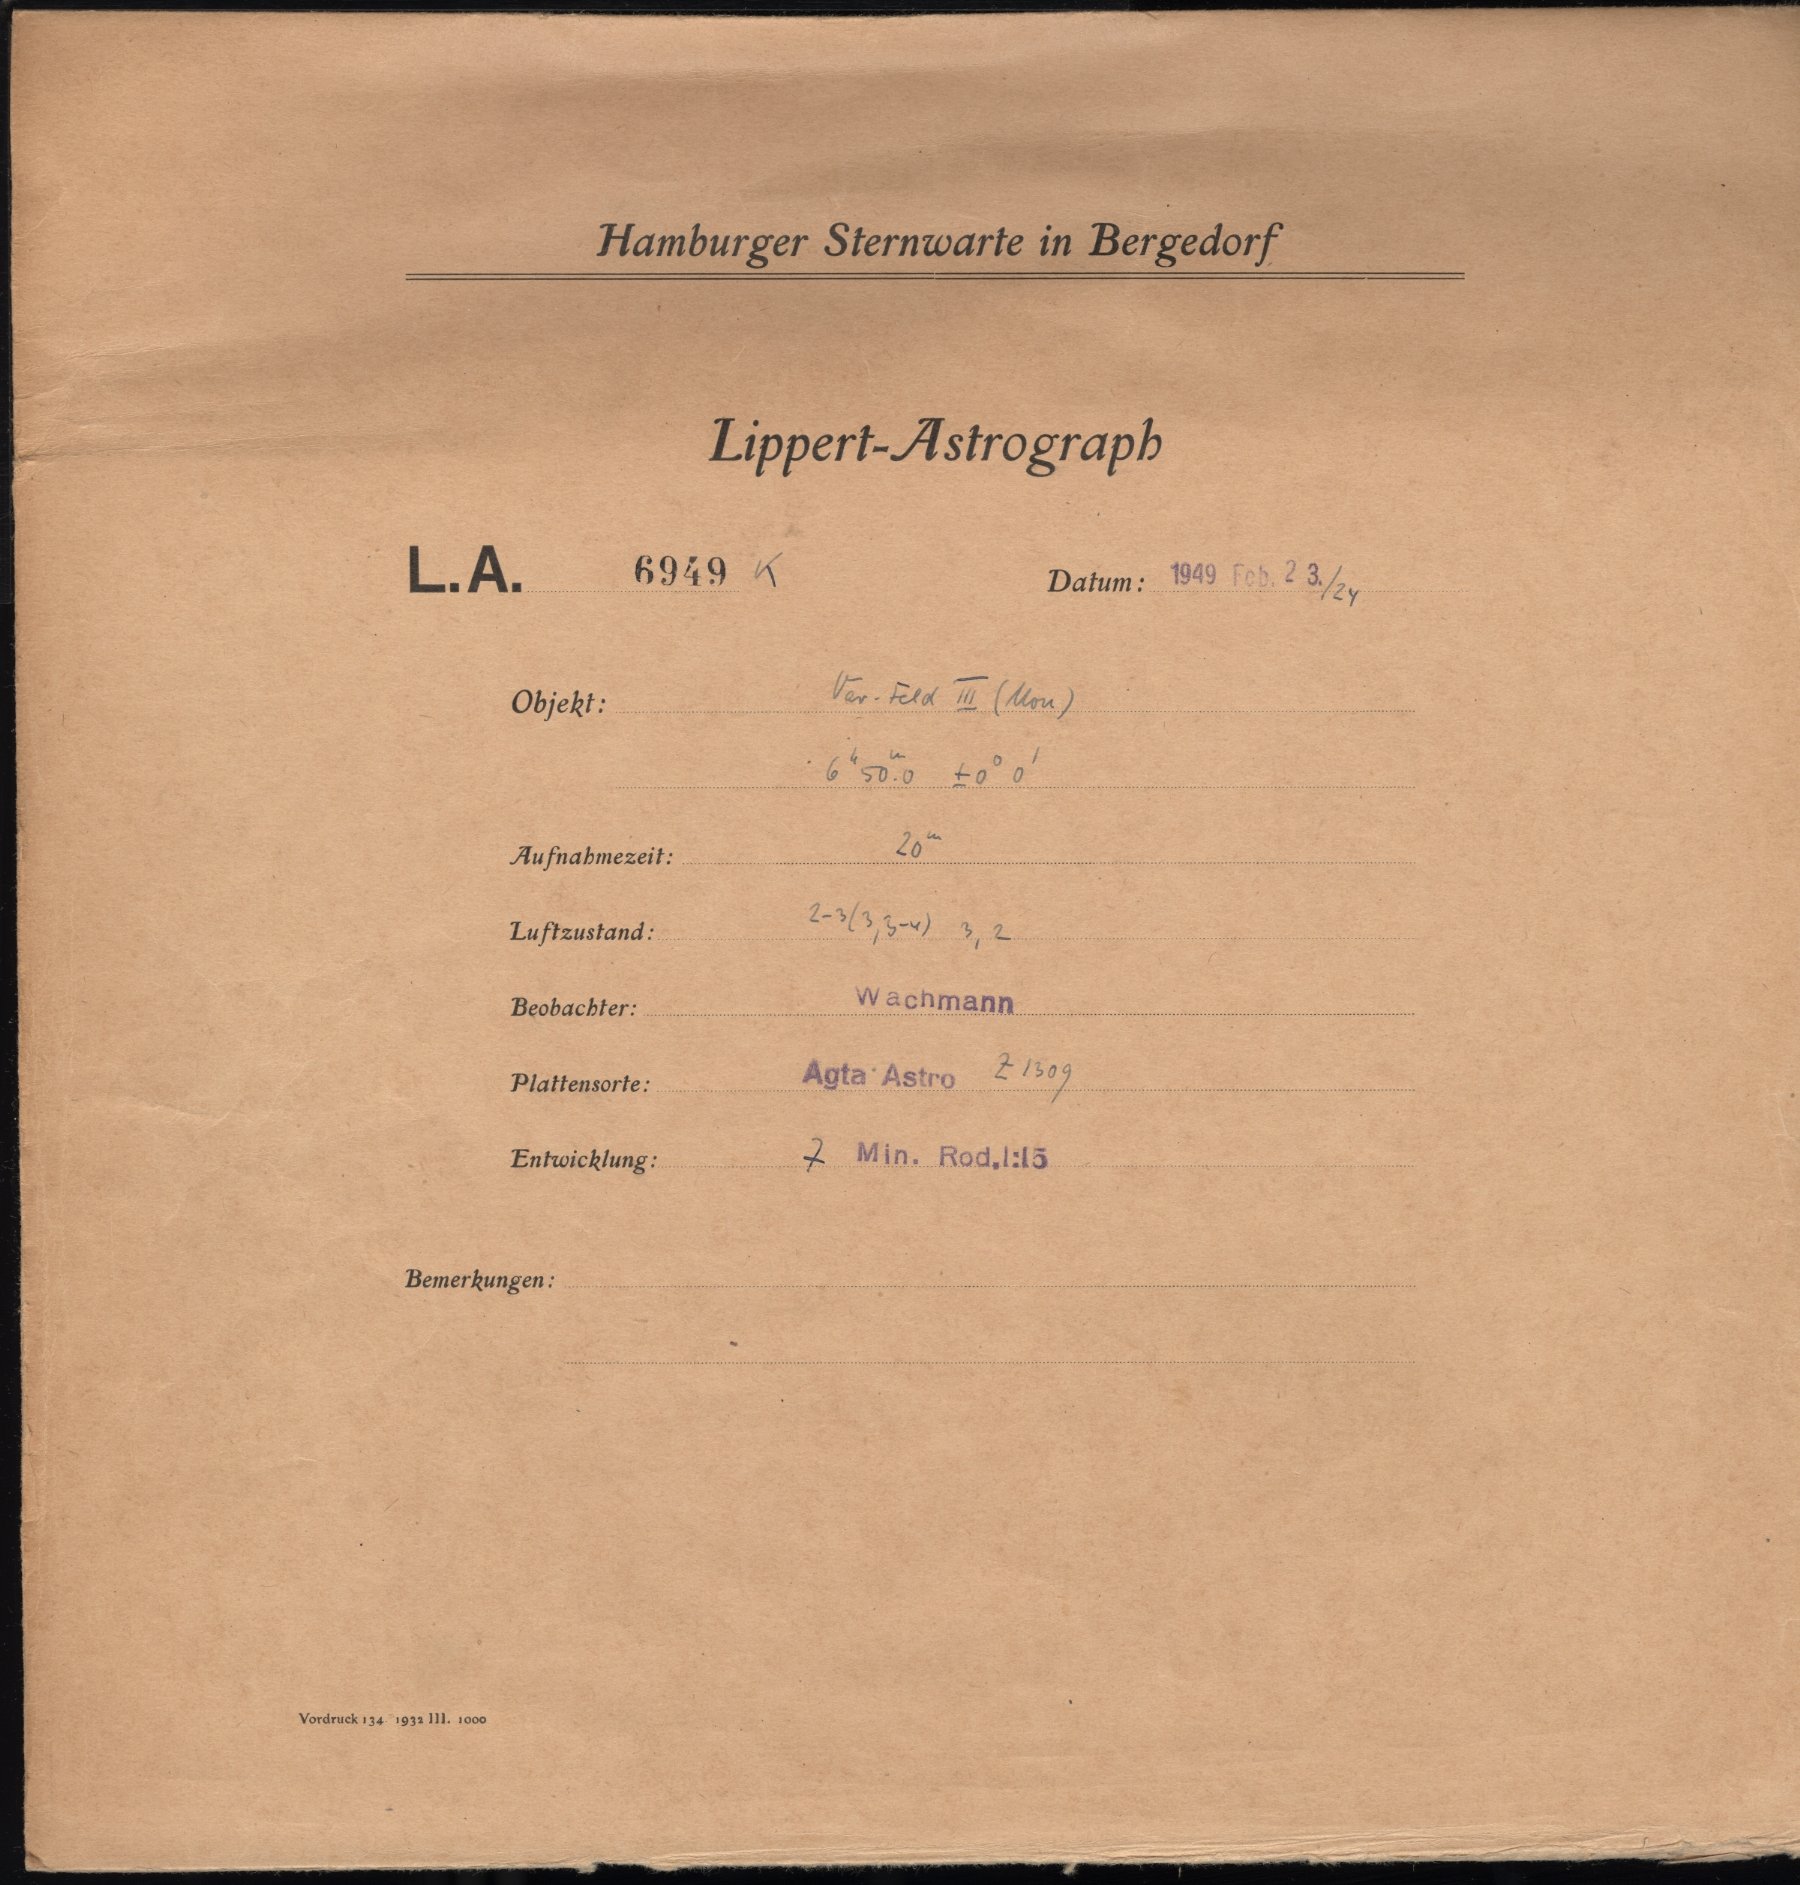 Hamburger Sternwarte in Bergedorf
Lippert-Astrograph
L.A. 6949 K Datum: 1949 Feb. 23./24
Objekt: Var. Feld III (Mon)
6h 50m.0 ±0° 0'
Aufnahmezeit: 20m
Luftzustand: 2-3(3,3-4) 3,2
Beobachter: Wachmann
Plattensorte: Agfa Astro Z 1309
Entwicklung: 7 Min. Rod. 1:15
Bemerkungen:
Vordruck 134 1932 III. 1000